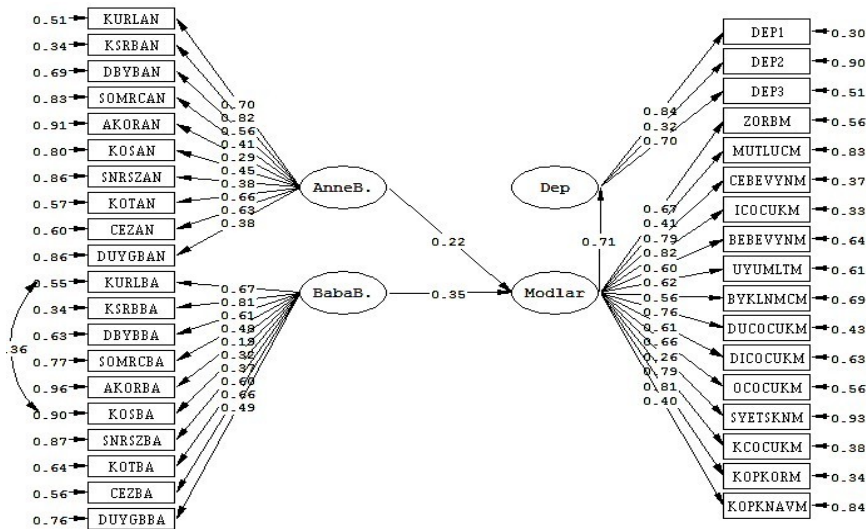 0.51 KURLAN
0.34 KSRBAN
0.69 DBYBAN
0.83 SOMRCAN
0.91 AKORAN
0.80 KOSAN
0.86 SNRSZAN
0.57 KOTAN
0.60 CEZAN
0.86 DUYGBAN
0.55 KURLBA
0.34 KSRBBA
0.63 DBYBBA
0.77 SOMRCBA
0.96 AKORBA
0.90 KOSBA
0.87 SNRSZBA
0.64 KOTBA
0.56 CEZBA
0.76 DUYGBBA
.36
0.70
0.82
0.56
0.41
0.29
0.45
0.38
0.66
0.63
0.38
0.67
0.81
0.61
0.48
0.19
0.32
0.37
0.60
0.66
0.49
AnneB.
BabaB.
0.22
0.35
Dep
0.71
Modlar
0.84
0.32
0.70
0.67
0.41
0.79
0.82
0.60
0.62
0.56
0.76
0.61
0.66
0.26
0.79
0.81
0.40
DEP1 0.30
DEP2 0.90
DEP3 0.51
ZORBM 0.56
MUTLUCM 0.83
CEBEVYNM 0.37
ICOCUKM 0.33
BEBEVYNM 0.64
UYUMLTM 0.61
BYKLNMCM 0.69
DUCOCUKM 0.43
DICOCUKM 0.63
OCOCUKM 0.56
SYETSKNM 0.93
KCOCUKM 0.38
KOPKORM 0.34
KOPKNAVM 0.84